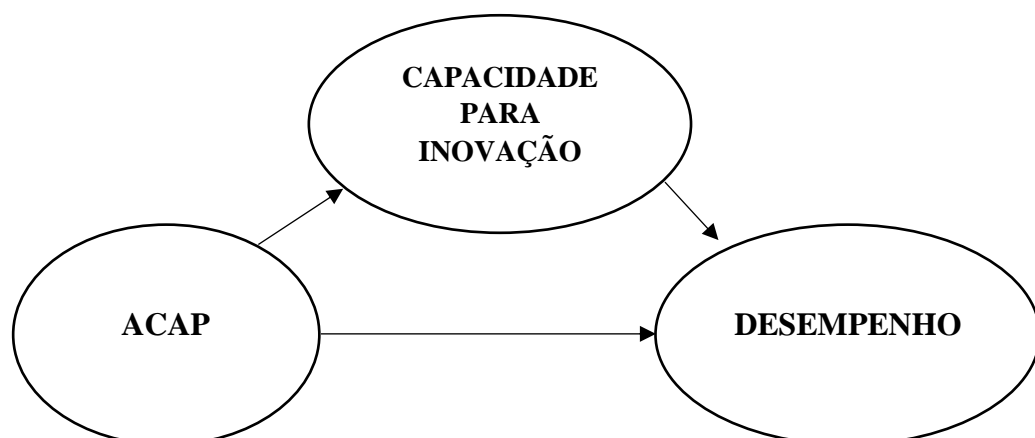 CAPACIDADE
PARA
INOVAÇÃO
ACAP
DESEMPENHO